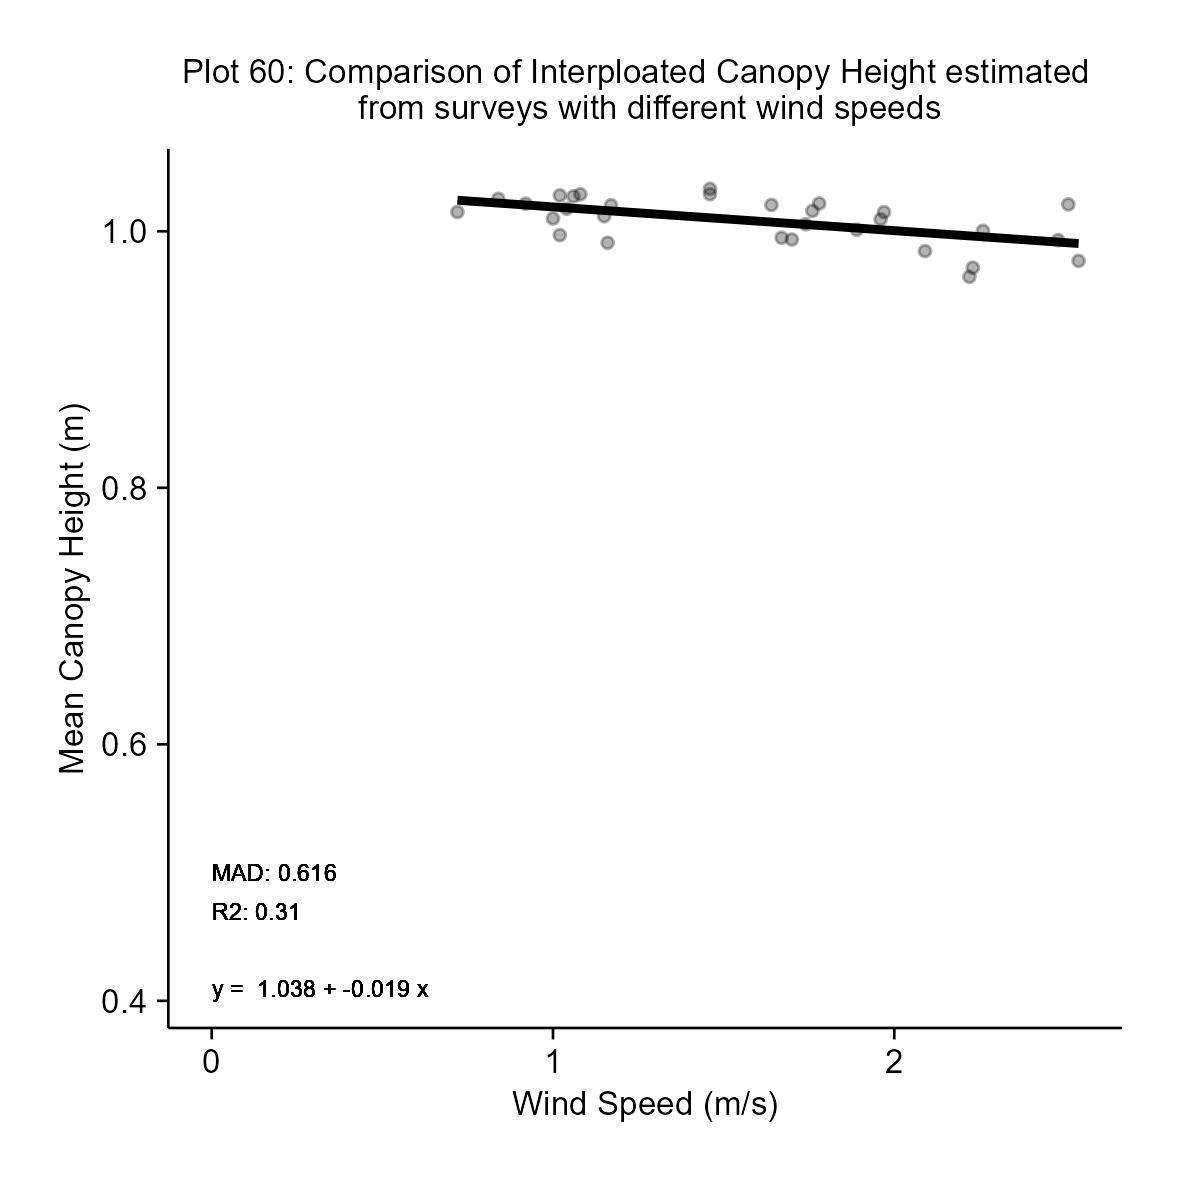 Plot 60: Comparison of Interploated Canopy Height estimated
from surveys with different wind speeds
Mean Canopy Height (m)
1.0
0.8
0.6
0.4
MAD: 0.616
R2: 0.31
y =  1.038 + -0.019 x
0
1
2
Wind Speed (m/s)